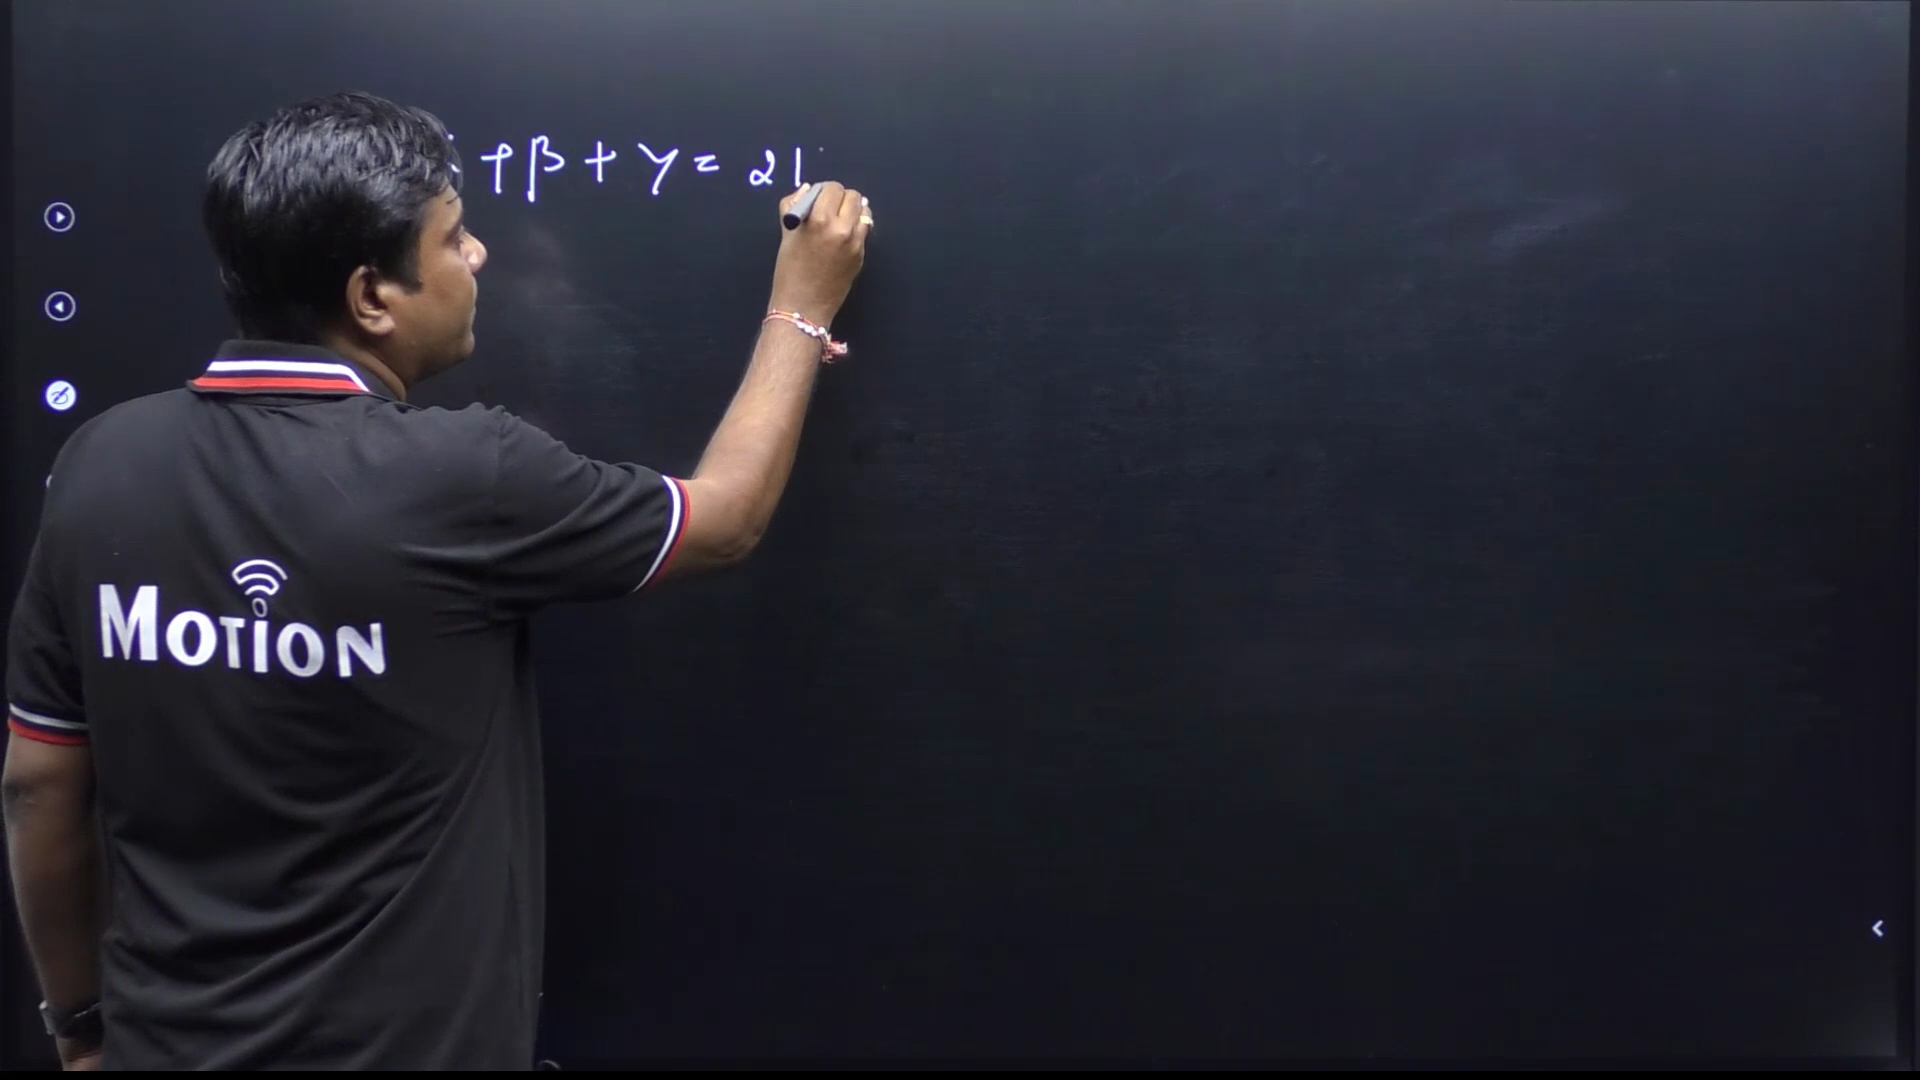 + β + γ = 21
MOTION